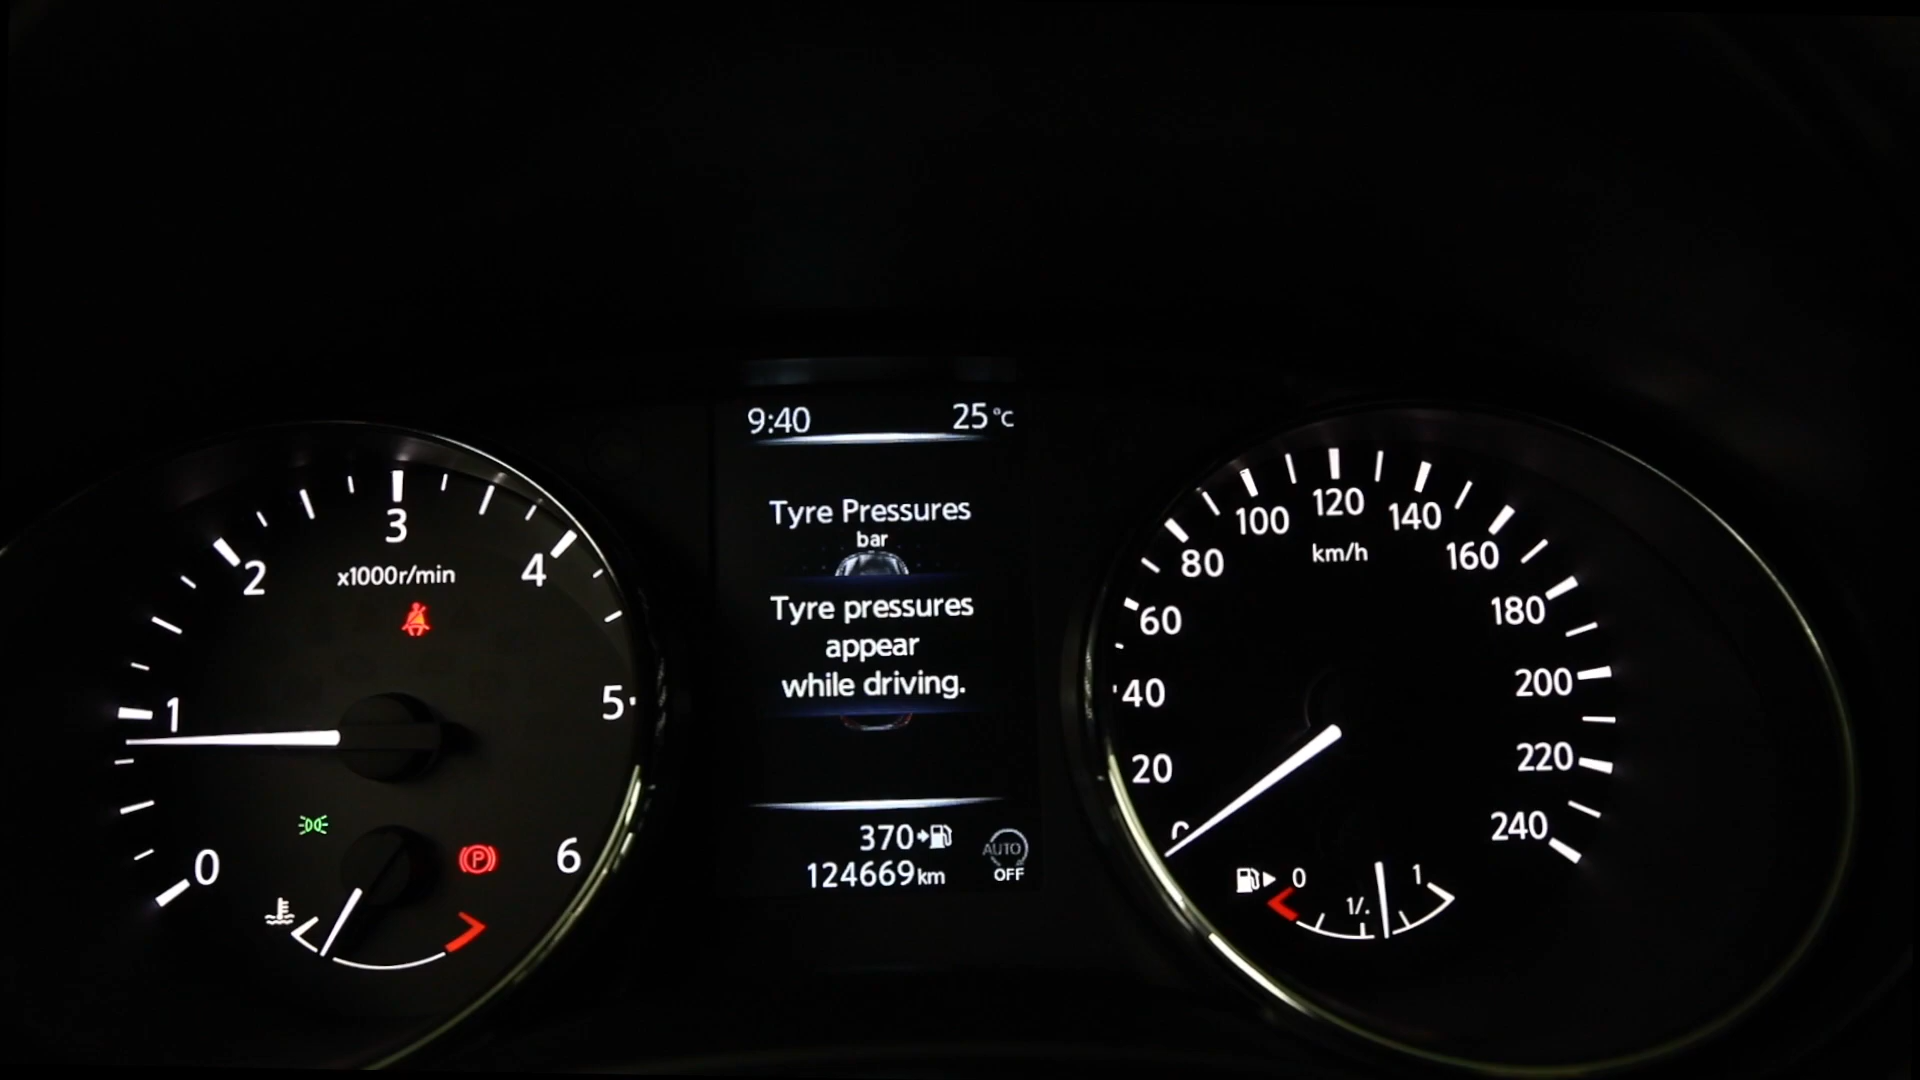 9:40 25°C
Tyre Pressures
bar
Tyre pressures
appear
while driving.
370
124669km
AUTO
OFF
0
1
2
3
4
5
6
x1000r/min
P
0
20
40
60
80
100
120
140
160
180
200
220
240
km/h
0
1